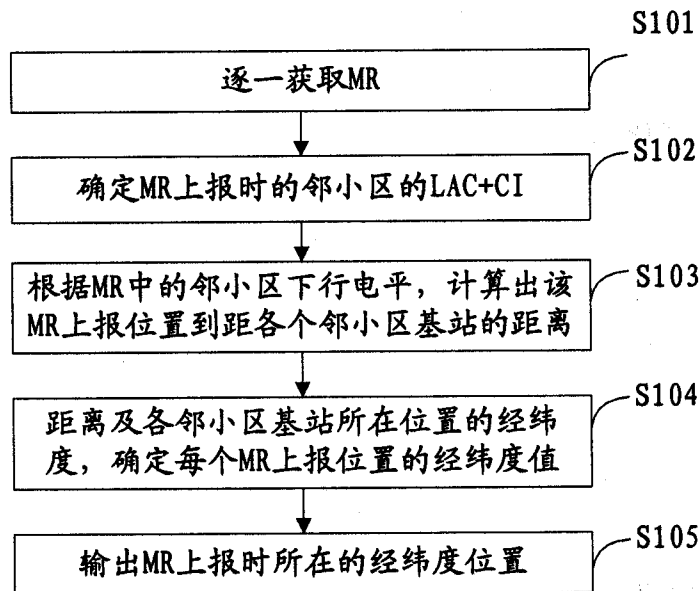 S101
逐一获取MR
S102
确定MR上报时的邻小区的LAC+CI
S103
根据MR中的邻小区下行电平，计算出该
MR上报位置到距各个邻小区基站的距离
S104
距离及各邻小区基站所在位置的经纬
度，确定每个MR上报位置的经纬度值
S105
输出MR上报时所在的经纬度位置